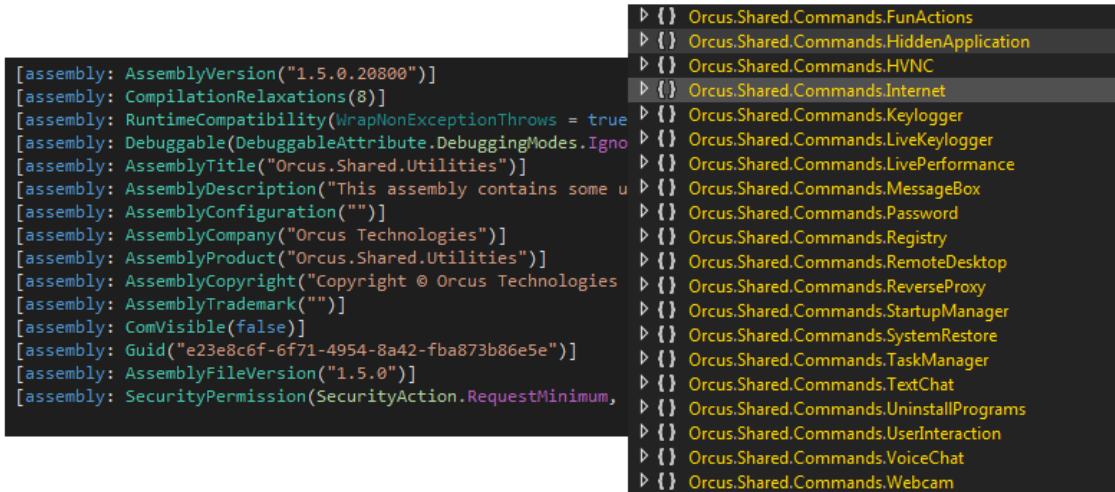 [assembly: AssemblyVersion("1.5.0.20800")]
[assembly: CompilationRelaxations(8)]
[assembly: RuntimeCompatibility(WrapNonExceptionThrows = true
[assembly: Debuggable(DebuggableAttribute.DebuggingModes.Igno
[assembly: AssemblyTitle("Orcus.Shared.Utilities")]
[assembly: AssemblyDescription("This assembly contains some u
[assembly: AssemblyConfiguration("")]
[assembly: AssemblyCompany("Orcus Technologies")]
[assembly: AssemblyProduct("Orcus.Shared.Utilities")]
[assembly: AssemblyCopyright("Copyright © Orcus Technologies
[assembly: AssemblyTrademark("")]
[assembly: ComVisible(false)]
[assembly: Guid("e23e8c6f-6f71-4954-8a42-fba873b86e5e")]
[assembly: AssemblyFileVersion("1.5.0")]
[assembly: SecurityPermission(SecurityAction.RequestMinimum,
{} Orcus.Shared.Commands.FunActions
{} Orcus.Shared.Commands.HiddenApplication
{} Orcus.Shared.Commands.HVNC
{} Orcus.Shared.Commands.Internet
{} Orcus.Shared.Commands.Keylogger
{} Orcus.Shared.Commands.LiveKeylogger
{} Orcus.Shared.Commands.LivePerformance
{} Orcus.Shared.Commands.MessageBox
{} Orcus.Shared.Commands.Password
{} Orcus.Shared.Commands.Registry
{} Orcus.Shared.Commands.RemoteDesktop
{} Orcus.Shared.Commands.ReverseProxy
{} Orcus.Shared.Commands.StartupManager
{} Orcus.Shared.Commands.SystemRestore
{} Orcus.Shared.Commands.TaskManager
{} Orcus.Shared.Commands.TextChat
{} Orcus.Shared.Commands.UninstallPrograms
{} Orcus.Shared.Commands.UserInteraction
{} Orcus.Shared.Commands.VoiceChat
{} Orcus.Shared.Commands.Webcam